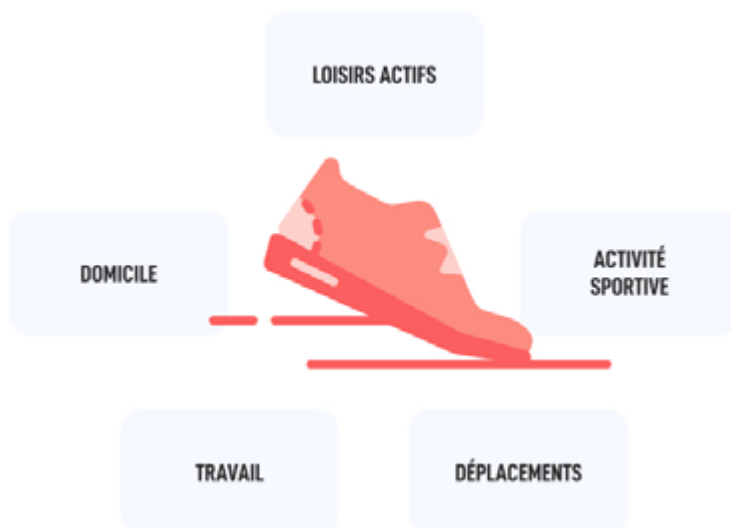 LOISIRS ACTIFS
DOMICILE
ACTIVITÉ
SPORTIVE
TRAVAIL
DÉPLACEMENTS